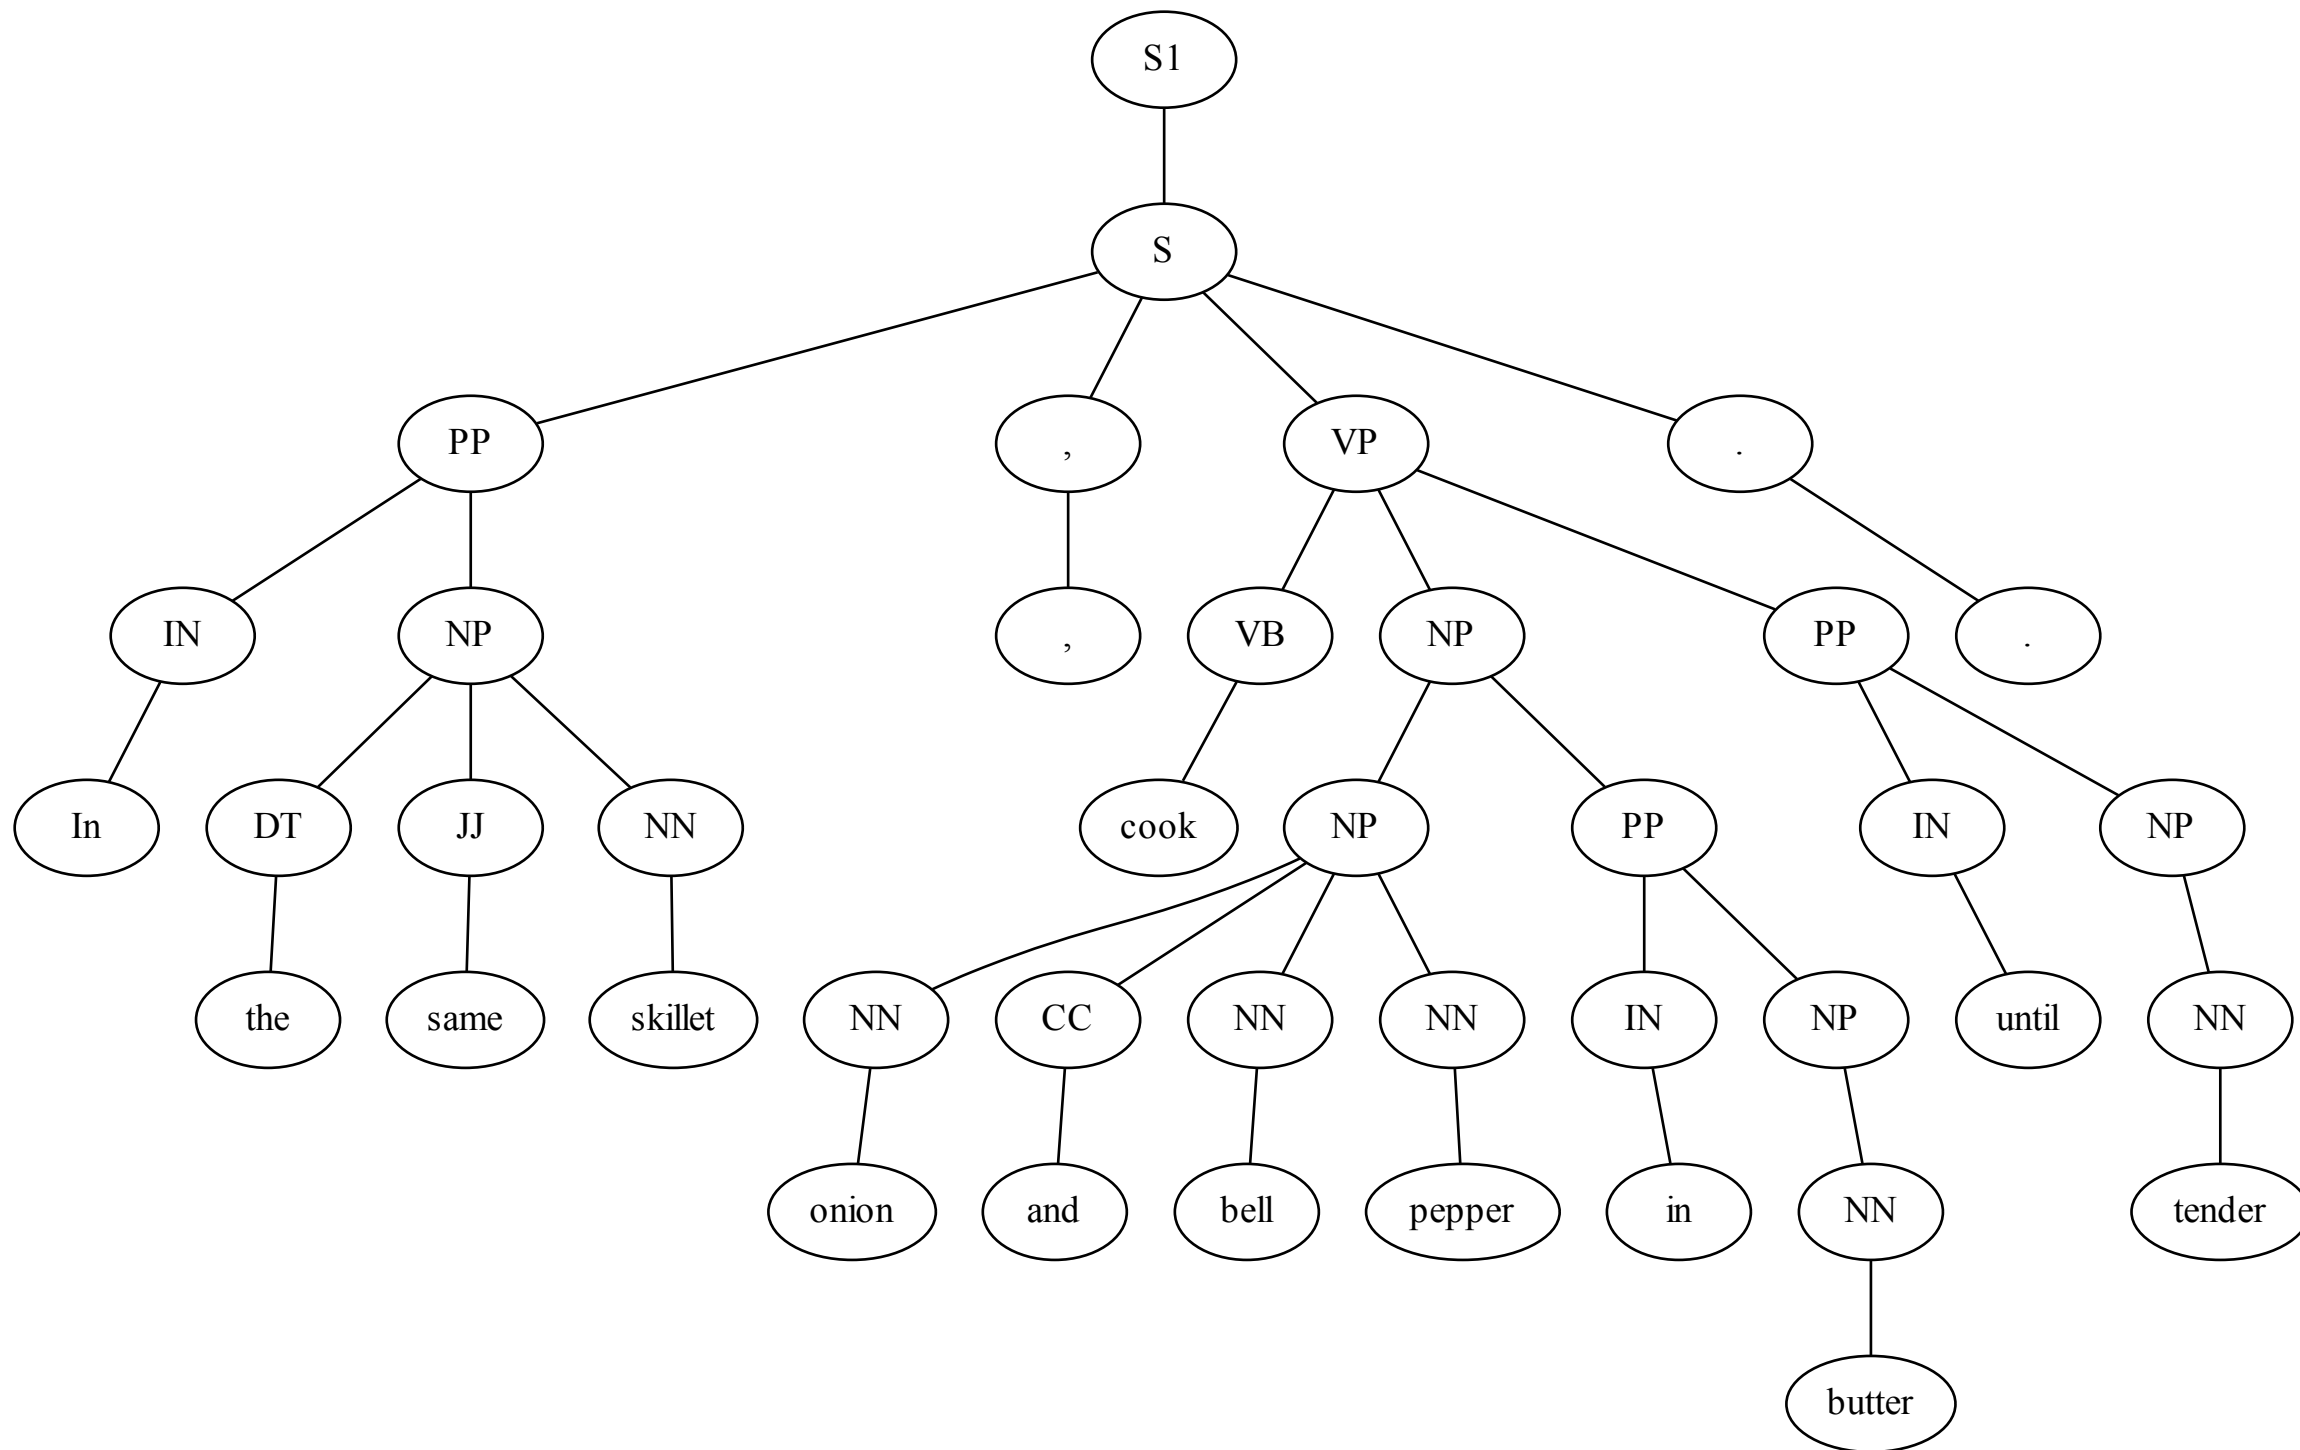 S1
S
PP , VP .
IN NP , VB NP PP .
In DT JJ NN cook NP PP IN NP
the same skillet NN CC NN NN IN NP until NN
onion and bell pepper in NN tender
butter